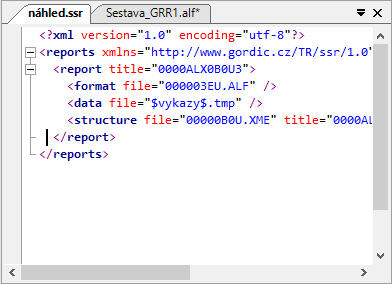 náhled.ssr Sestava_GRR1.alf*
<?xml version="1.0" encoding="utf-8"?>
<reports xmlns="http://www.gordic.cz/TR/ssr/1.0"
<report title="0000ALX0B0U3">
<format file="000003EU.ALF" />
<data file="$vykazy$.tmp" />
<structure file="00000B0U.XME" title="0000AL
</report>
</reports>